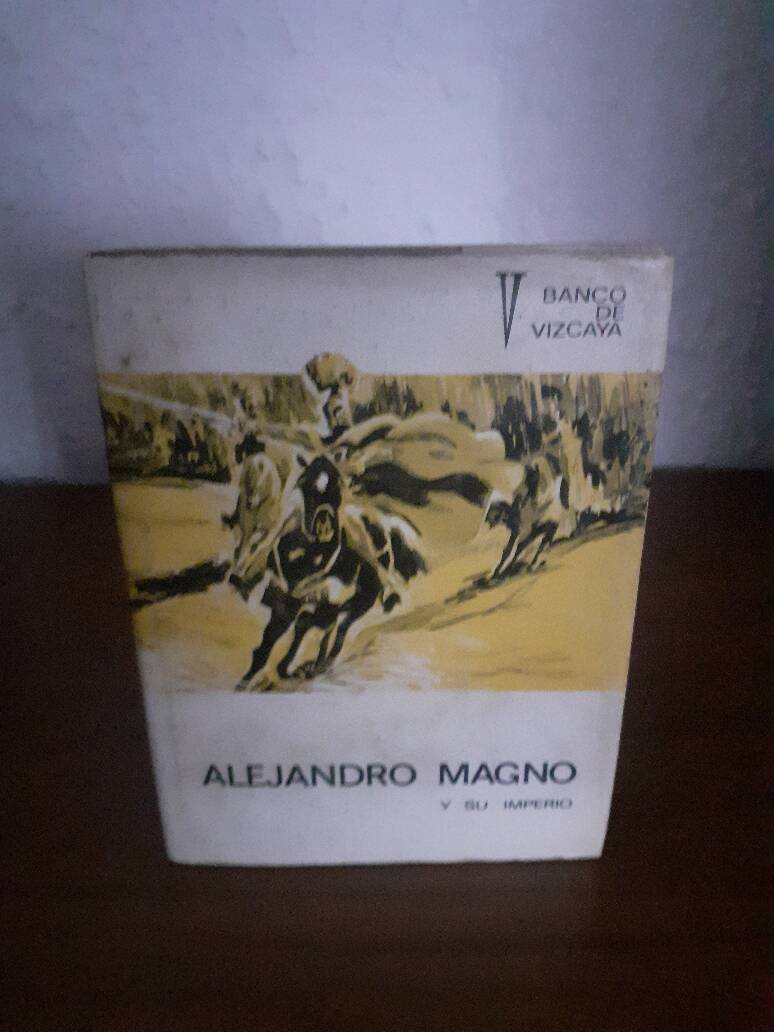 BANCO
DE
VIZCAYA
ALEJANDRO MAGNO
Y SU IMPERIO